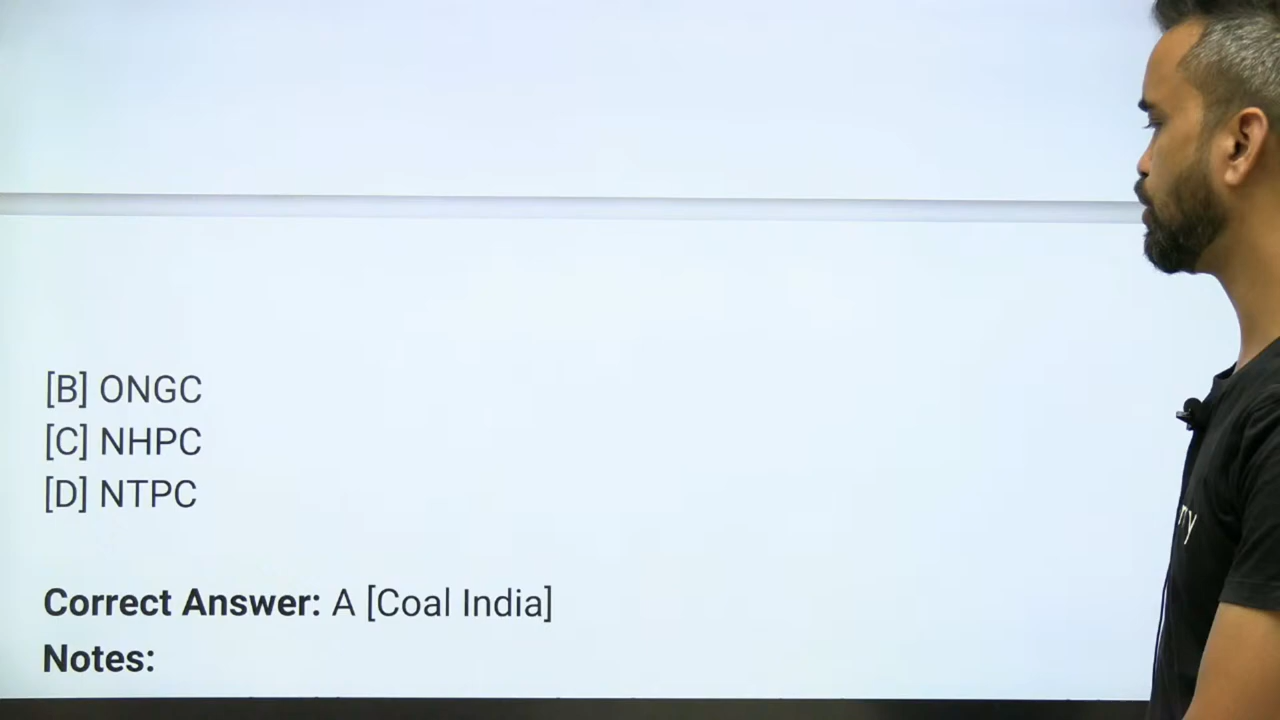 [B] ONGC
[C] NHPC
[D] NTPC
Correct Answer: A [Coal India]
Notes: